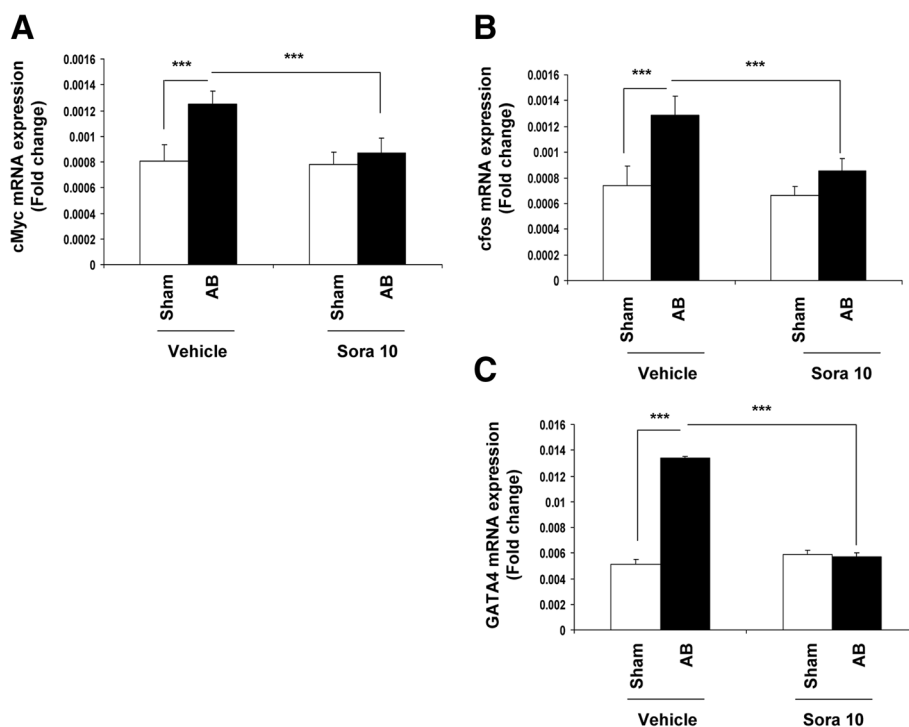 A
cMyc mRNA expression
(Fold change)
0.0016
0.0014
0.0012
0.001
0.0008
0.0006
0.0004
0.0002
0
***
***
Sham
AB
Sham
AB
Vehicle
Sora 10
B
cfos mRNA expression
(Fold change)
0.0016
0.0014
0.0012
0.001
0.0008
0.0006
0.0004
0.0002
0
***
***
Sham
AB
Sham
AB
Vehicle
Sora 10
C
GATA4 mRNA expression
(Fold change)
0.016
0.014
0.012
0.01
0.008
0.006
0.004
0.002
0
***
***
Sham
AB
Sham
AB
Vehicle
Sora 10